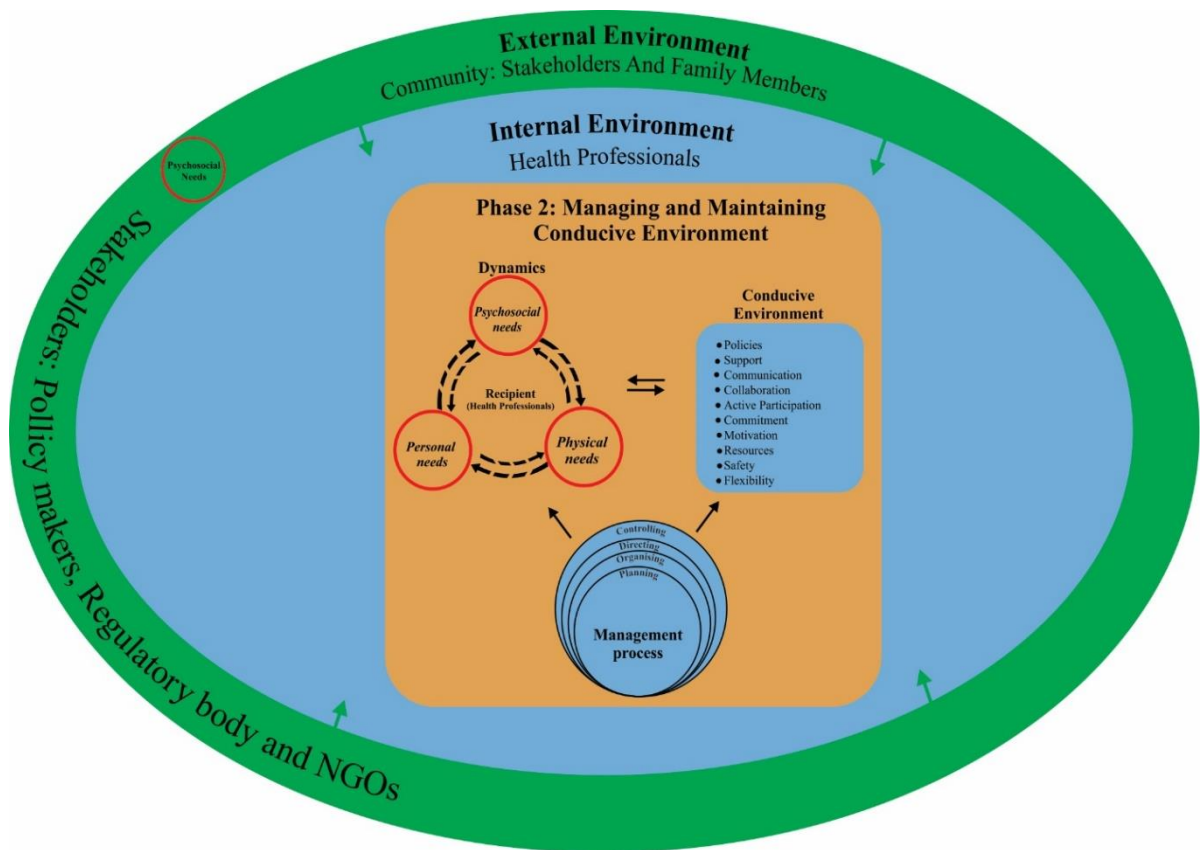 External Environment
Community: Stakeholders And Family Members
Internal Environment
Health Professionals
Psychosocial
Needs
Stakeholders: Pollicy makers, Regulatory body and NGOs
Phase 2: Managing and Maintaining
Conducive Environment
Dynamics
Psychosocial
needs
Recipient
(Health Professionals)
Personal
needs
Physical
needs
Conducive
Environment
• Policies
• Support
• Communication
• Collaboration
• Active Participation
• Commitment
• Motivation
• Resources
• Safety
• Flexibility
Controlling
Directing
Organising
Planning
Management
process